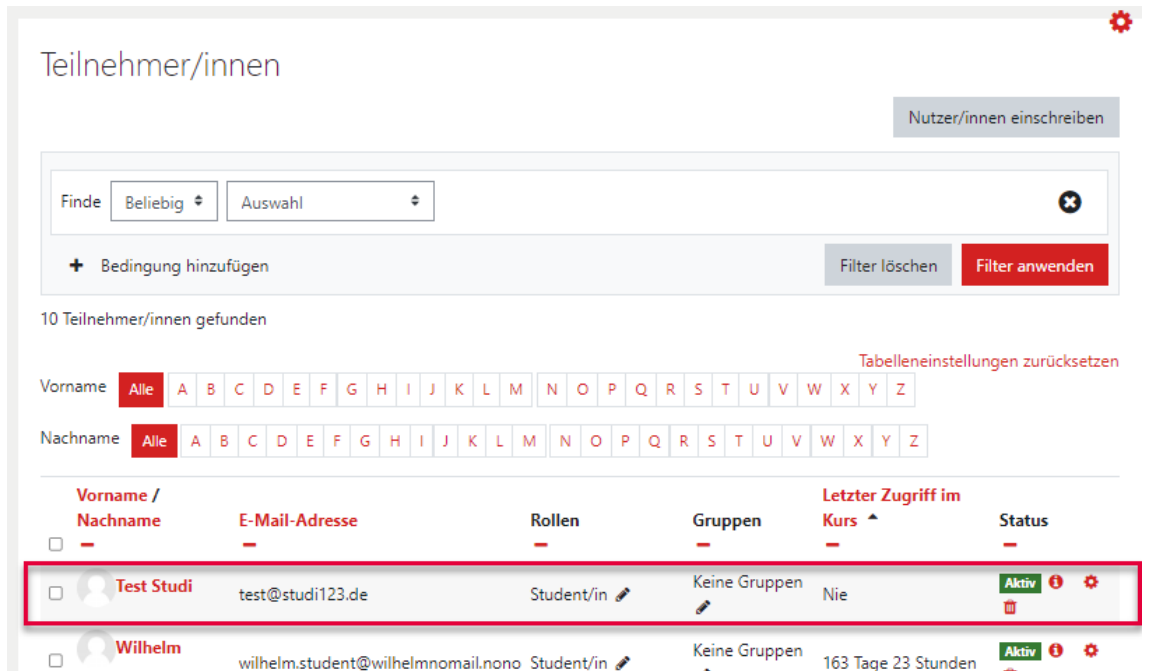 Teilnehmer/innen
Nutzer/innen einschreiben
Finde Beliebig Auswahl
Bedingung hinzufügen Filter löschen Filter anwenden
10 Teilnehmer/innen gefunden
Tabelleneinstellungen zurücksetzen
Vorname Alle A B C D E F G H I J K L M N O P Q R S T U V W X Y Z
Nachname Alle A B C D E F G H I J K L M N O P Q R S T U V W X Y Z
Vorname / Letzter Zugriff im
Nachname E-Mail-Adresse Rollen Gruppen Kurs Status
Test Studi test@studi123.de Student/in Keine Gruppen Nie Aktiv
Wilhelm wilhelm.student@wilhelmnomail.nono Student/in Keine Gruppen 163 Tage 23 Stunden Aktiv